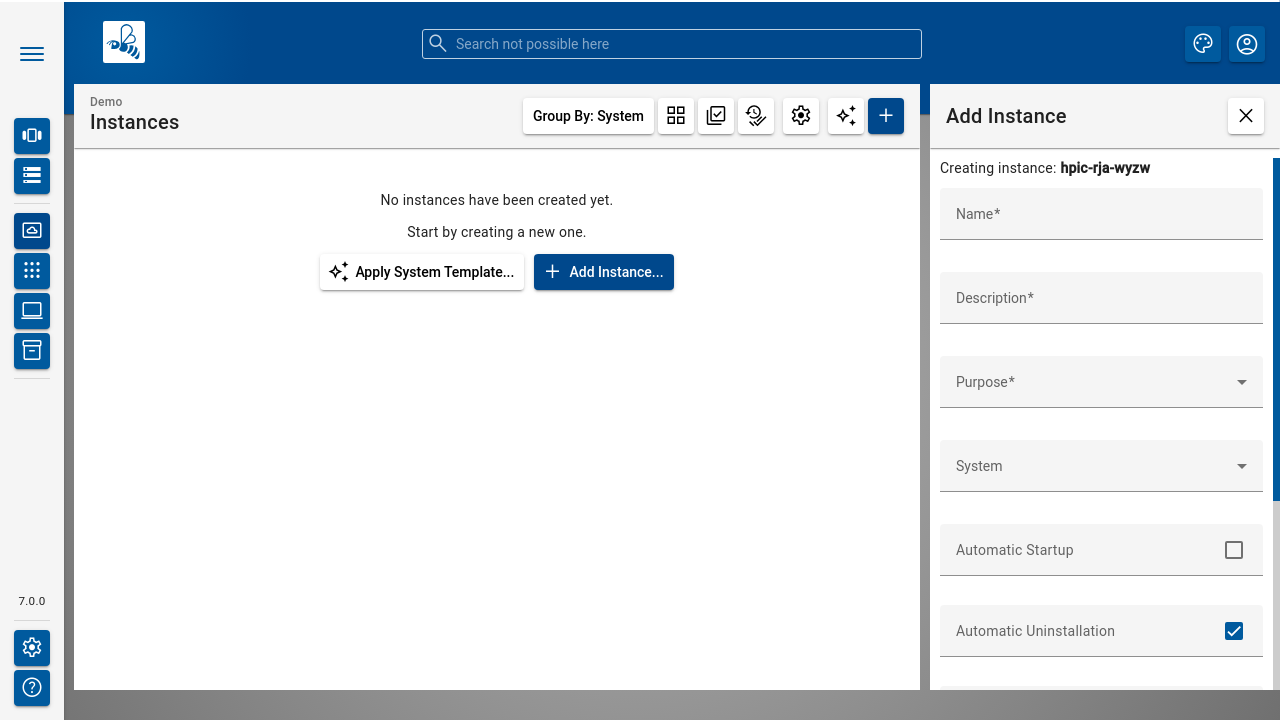 Search not possible here
Demo
Instances
Group By: System
Add Instance
No instances have been created yet.
Start by creating a new one.
Apply System Template...
Add Instance...
Creating instance: hpic-rja-wyzw
Name*
Description*
Purpose*
System
Automatic Startup
Automatic Uninstallation
7.0.0